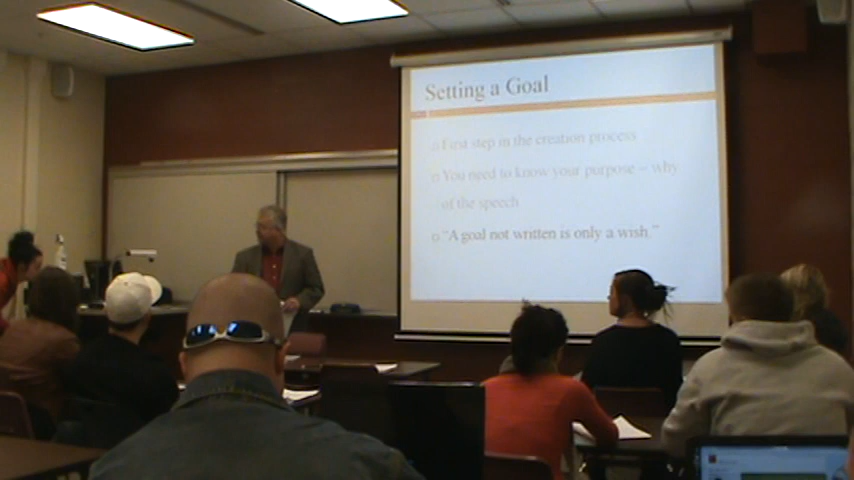 Setting a Goal
First step in the creation process
You need to know your purpose – why
of the speech
"A goal not written is only a wish."